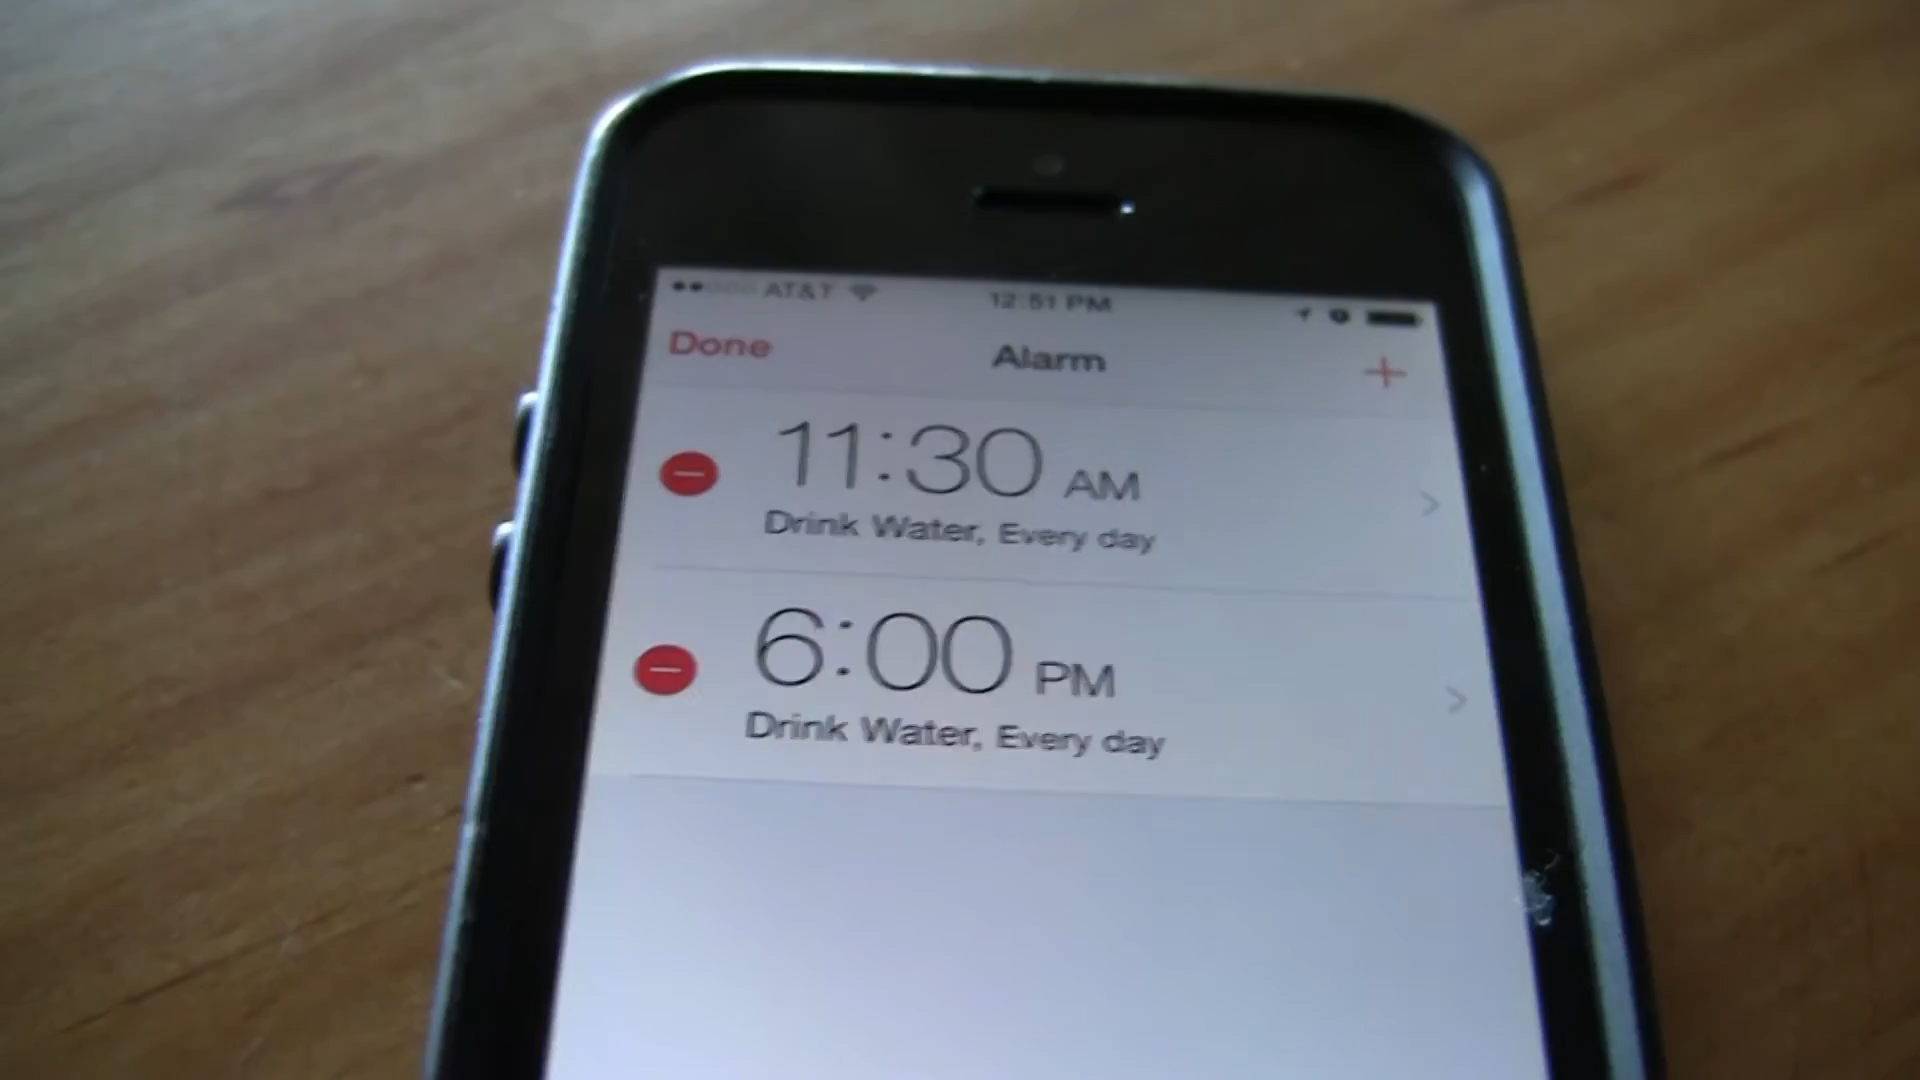 AT&T 12:51 PM
Done Alarm +
11:30 AM
Drink Water, Every day
6:00 PM
Drink Water, Every day